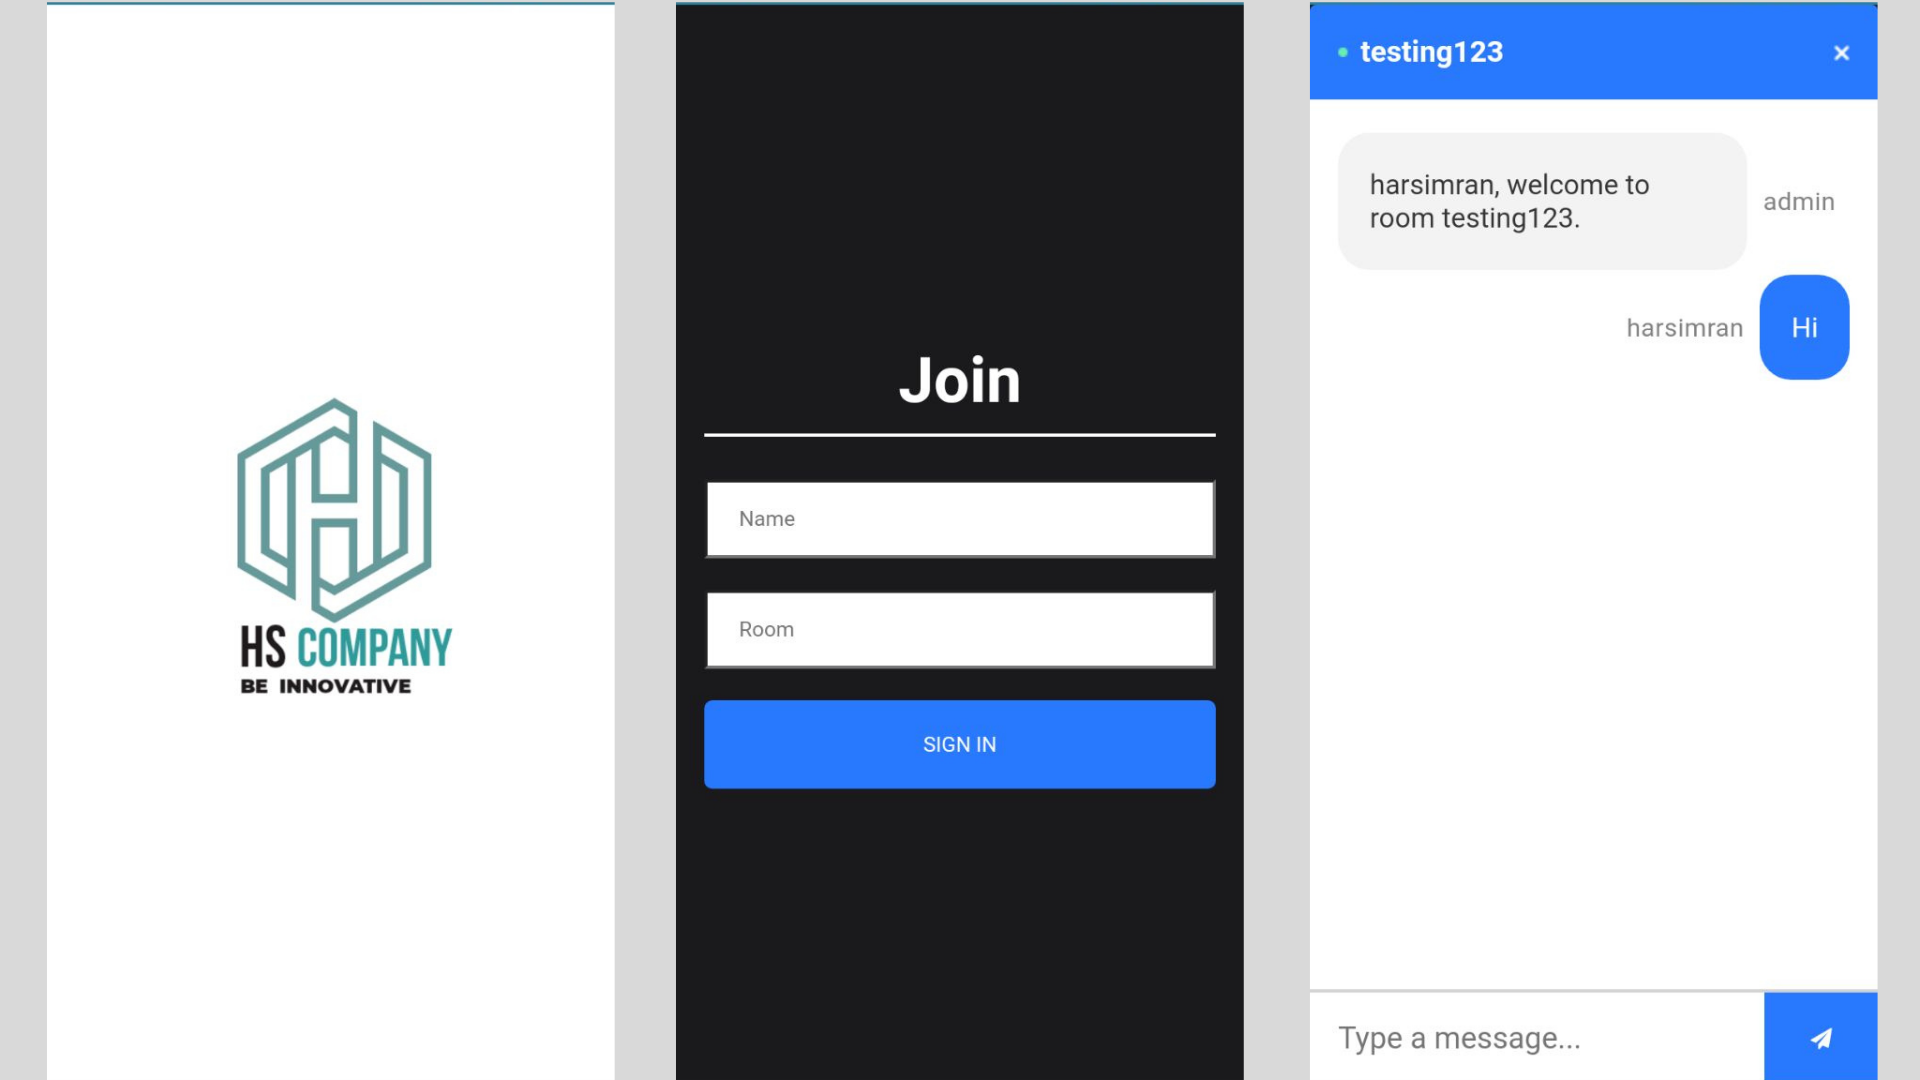 HS COMPANY
BE INNOVATIVE
Join
Name
Room
SIGN IN
testing123
×
harsimran, welcome to
room testing123.
admin
harsimran
Hi
Type a message...